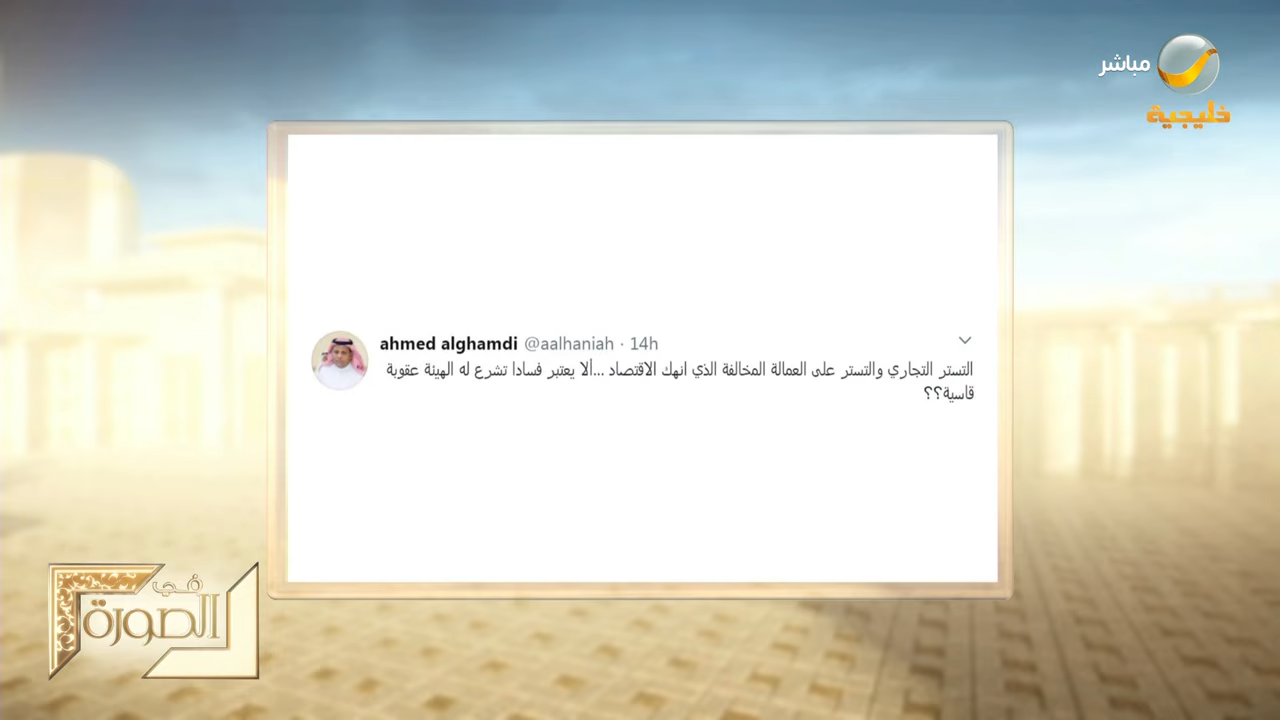 مباشر
خليجية
ahmed alghamdi @aalhaniah · 14h
التستر التجاري والتستر على العمالة المخالفة الذي انهك الاقتصاد ...ألا يعتبر فسادا تشرع له الهيئة عقوبة
قاسية؟؟
في
الصورة